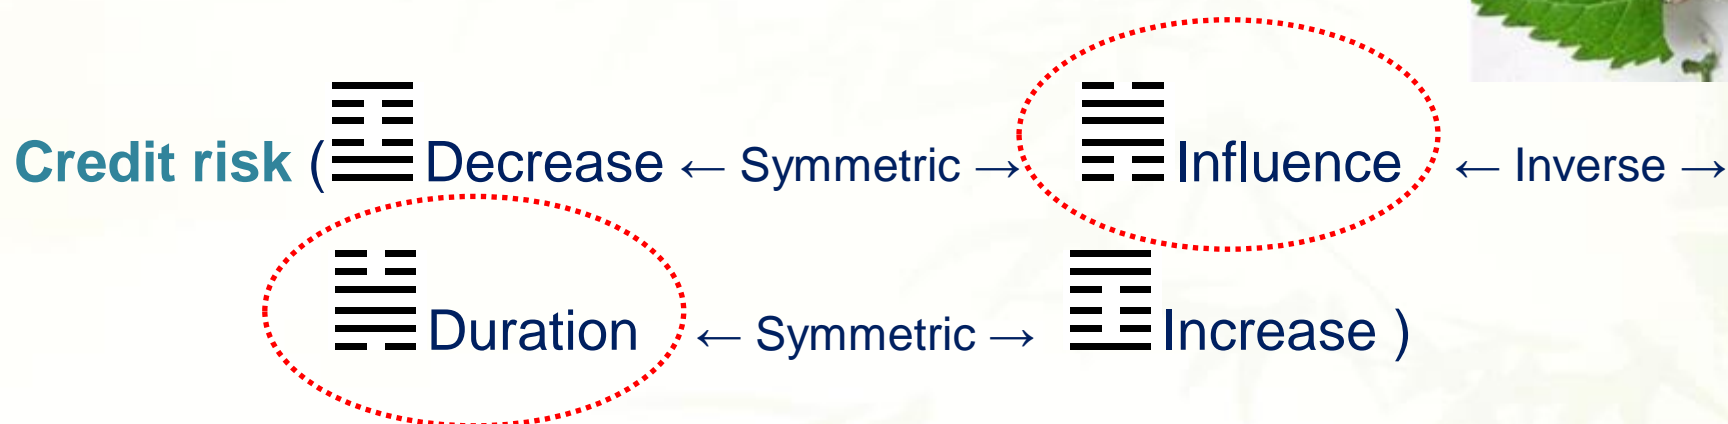 Credit risk (䷨ Decrease ← Symmetric → ䷞ Influence ← Inverse →
䷟ Duration ← Symmetric → ䷩ Increase )